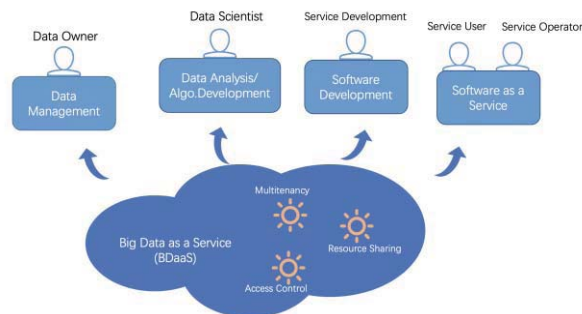 Data Owner
Data Scientist
Service Development
Service User
Service Operator
Data
Management
Data Analysis/
Algo.Development
Software
Development
Software as a
Service
Multitenancy
Big Data as a Service
(BDaaS)
Resource Sharing
Access Control